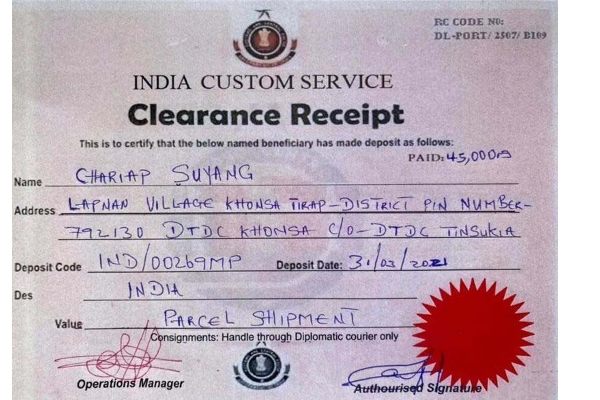 RC CODE No:
DL-PORT/ 2507/ B109
INDIA CUSTOM SERVICE
Clearance Receipt
This is to certify that the below named beneficiary has made deposit as follows:
PAID: 45,000
Name CHARIAP SUYANG
Address LAPNAN VILLAGE KHONSA TIRAP-DISTRICT PIN NUMBER-
792130 DTDC KHONSA C/O-DTDC TINSUKIA
Deposit Code IND/00269MP Deposit Date: 31/03/2021
Des INDIA
Value PARCEL SHIPMENT
Consignments: Handle through Diplomatic courier only
Operations Manager Authourised Signature